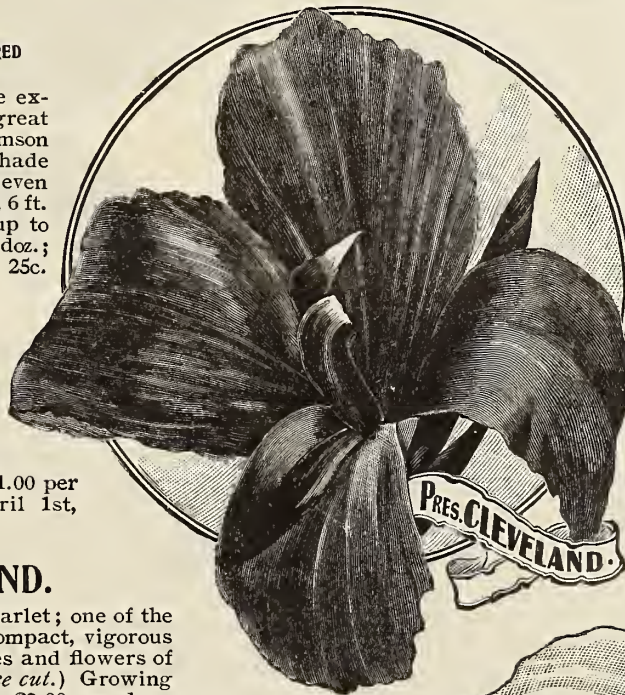 RED
e ex-
great
mson
hade
even
6 ft.
up to
doz.;
25c.
1.00 per
ril 1st,
PRES. CLEVELAND.
ND.
arlet; one of the
ompact, vigorous
es and flowers of
e cut.) Growing